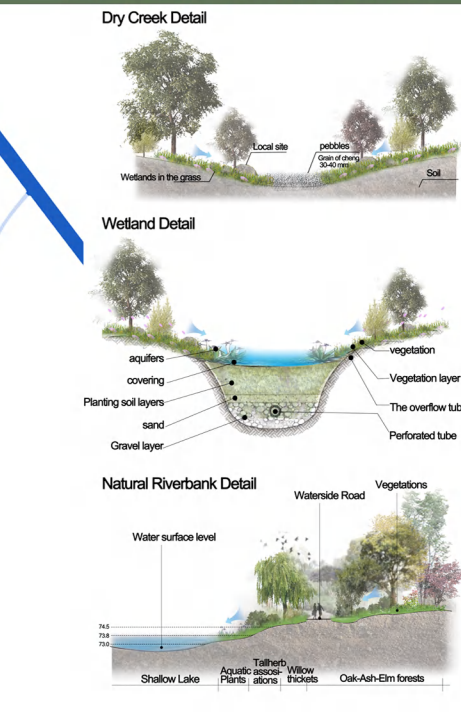 Dry Creek Detail
Local site
pebbles
Grain of cheng
30-40 mm
Wetlands in the grass
Soil
Wetland Detail
aquifers
vegetation
covering
Vegetation layer
Planting soil layers
The overflow tub
sand
Perforated tube
Gravel layer
Natural Riverbank Detail
Waterside Road
Vegetations
Water surface level
74.5
73.8
73.0
Shallow Lake
Aquatic
Plants
Tallherb
associ-
ations
Willow
thickets
Oak-Ash-Elm forests